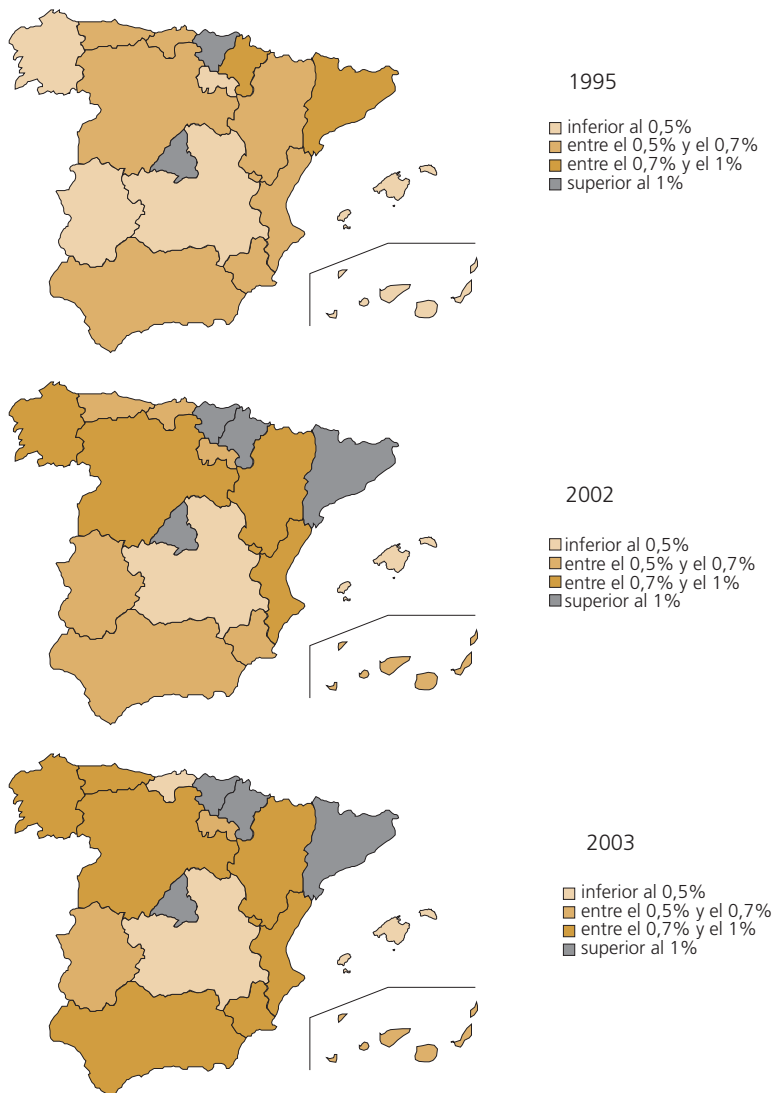 1995
inferior al 0,5%
entre el 0,5% y el 0,7%
entre el 0,7% y el 1%
superior al 1%
2002
inferior al 0,5%
entre el 0,5% y el 0,7%
entre el 0,7% y el 1%
superior al 1%
2003
inferior al 0,5%
entre el 0,5% y el 0,7%
entre el 0,7% y el 1%
superior al 1%